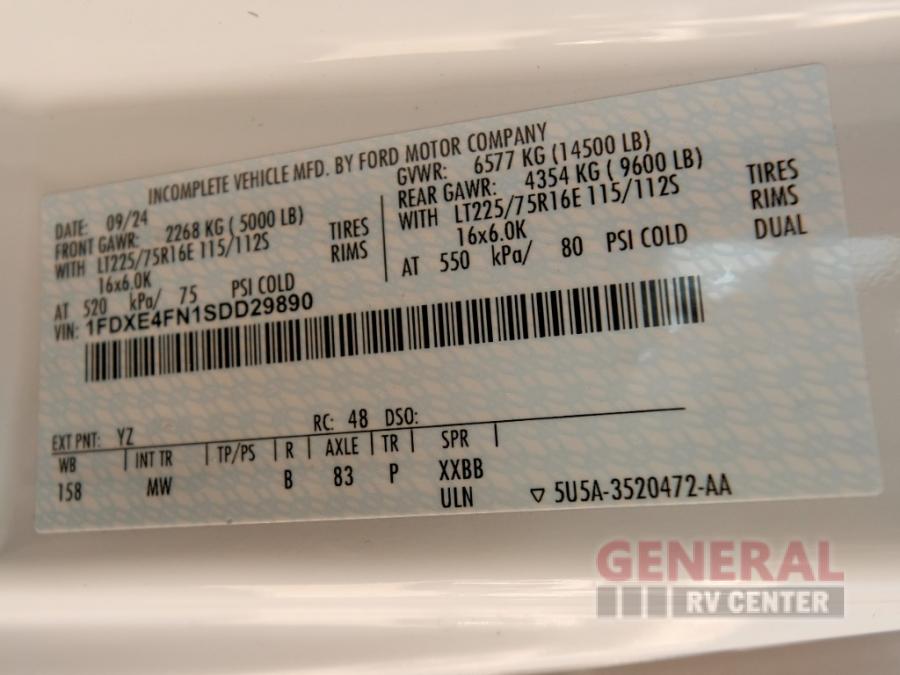 INCOMPLETE VEHICLE MFD. BY FORD MOTOR COMPANY
DATE: 09/24
FRONT GAWR: 2268 KG ( 5000 LB)
WITH LT225/75R16E 115/112S TIRES
16x6.0K RIMS
AT 520 kPa/ 75 PSI COLD
GVWR: 6577 KG (14500 LB)
REAR GAWR: 4354 KG ( 9600 LB)
WITH LT225/75R16E 115/112S TIRES
16x6.0K RIMS
AT 550 kPa/ 80 PSI COLD DUAL
VIN: 1FDXE4FN1SDD29890
EXT PNT: YZ RC: 48 DSO:
WB INT TR TP/PS R AXLE TR SPR
158 MW B 83 P XXBB
ULN ▽ 5U5A-3520472-AA
GENERAL
RV CENTER